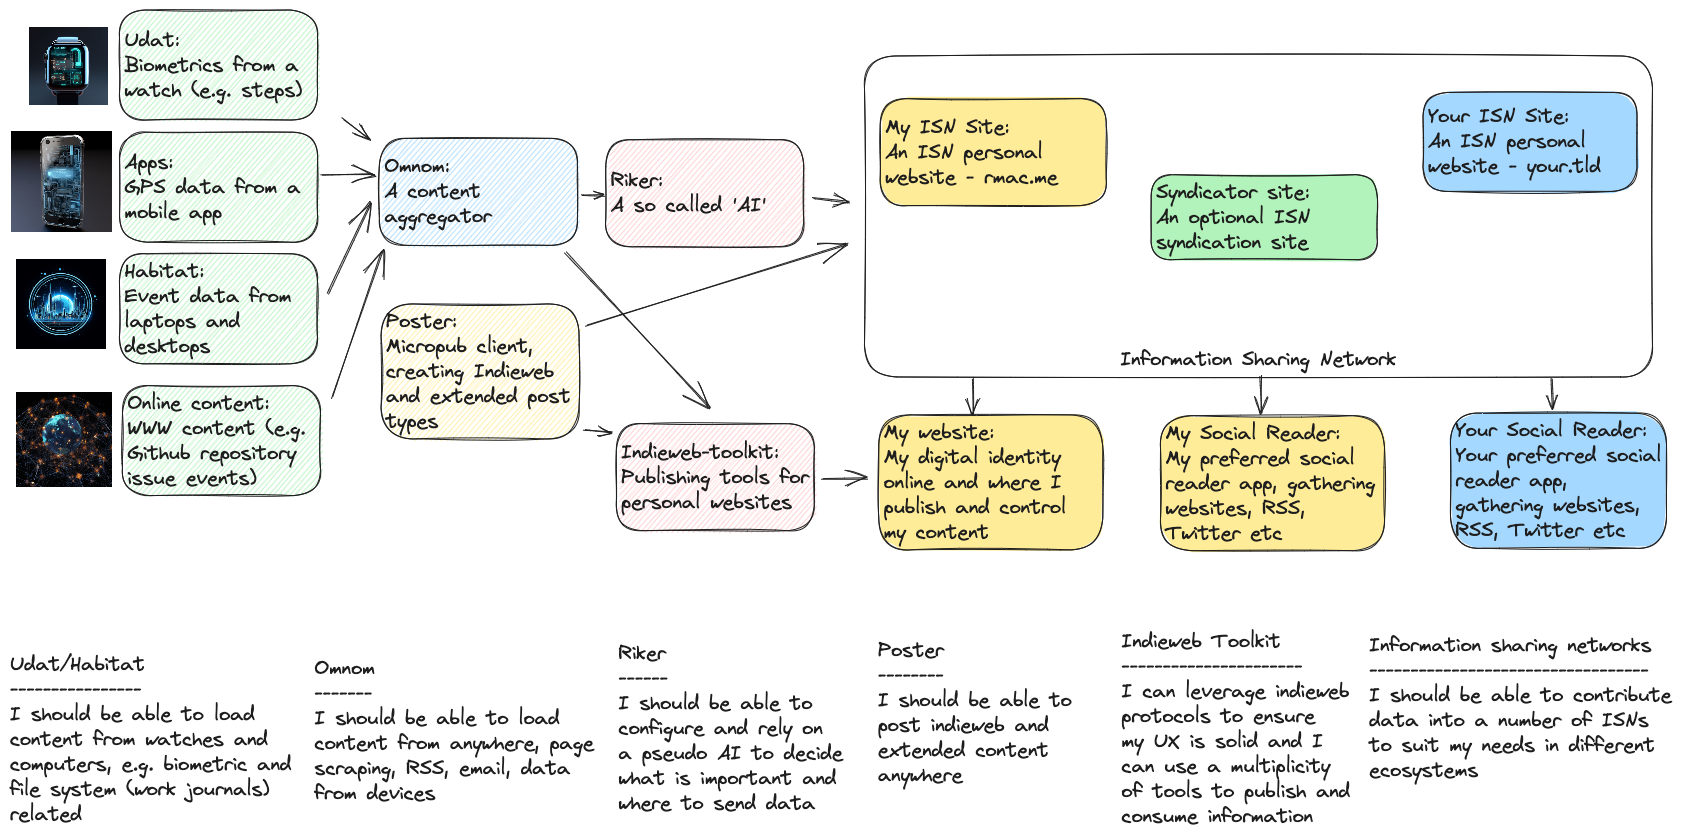 Udat:
Biometrics from a
watch (e.g. steps)
Apps:
GPS data from a
mobile app
Habitat:
Event data from
laptops and
desktops
Online content:
WWW content (e.g.
Github repository
issue events)
Omnom:
A content
aggregator
Poster:
Micropub client,
creating Indieweb
and extended post
types
Riker:
A so called 'AI'
Indieweb-toolkit:
Publishing tools for
personal websites
My ISN Site:
An ISN personal
website - rmac.me
Syndicator site:
An optional ISN
syndication site
Your ISN Site:
An ISN personal
website - your.tld
Information Sharing Network
My website:
My digital identity
online and where I
publish and control
my content
My Social Reader:
My preferred social
reader app, gathering
websites, RSS,
Twitter etc
Your Social Reader:
Your preferred social
reader app,
gathering websites,
RSS, Twitter etc
Udat/Habitat
----------------
I should be able to load
content from watches and
computers, e.g. biometric and
file system (work journals)
related
Omnom
-------
I should be able to load
content from anywhere, page
scraping, RSS, email, data
from devices
Riker
------
I should be able to
configure and rely on
a pseudo AI to decide
what is important and
where to send data
Poster
--------
I should be able to
post indieweb and
extended content
anywhere
Indieweb Toolkit
----------------------
I can leverage indieweb
protocols to ensure
my UX is solid and I
can use a multiplicity
of tools to publish and
consume information
Information sharing networks
----------------------------------
I should be able to contribute
data into a number of ISNs
to suit my needs in different
ecosystems